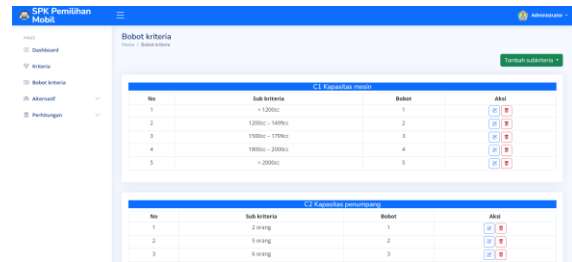 SPK Pemilihan Mobil
Administrator
MAIN
Dashboard
Kriteria
Bobot kriteria
Alternatif
Perhitungan
Bobot kriteria
Home / Bobot kriteria
Tambah subkriteria
C1 Kapasitas mesin
No Sub kriteria Bobot Aksi
1 < 1200cc 1
2 1200cc - 1499cc 2
3 1500cc - 1799cc 3
4 1800cc - 2000cc 4
5 > 2000cc 5
C2 Kapasitas penumpang
No Sub kriteria Bobot Aksi
1 2 orang 1
2 5 orang 2
3 6 orang 3